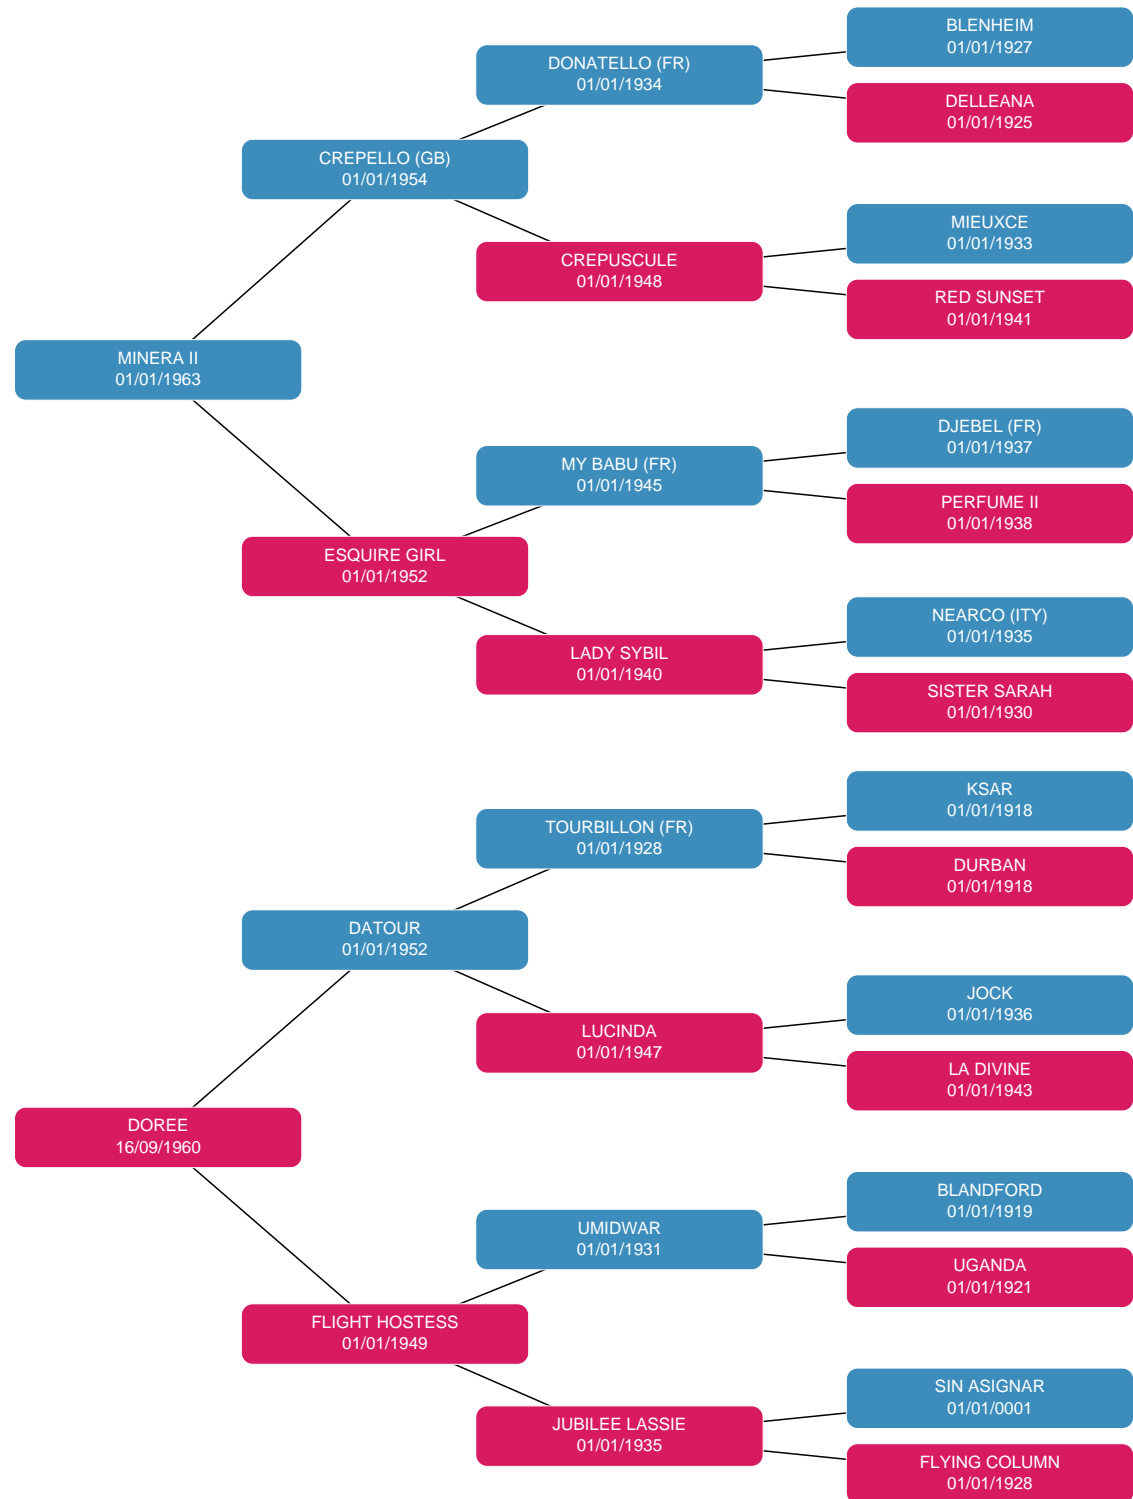 BLENHEIM
01/01/1927
DONATELLO (FR)
01/01/1934
DELLEANA
01/01/1925
CREPELLO (GB)
01/01/1954
MIEUXCE
01/01/1933
CREPUSCULE
01/01/1948
RED SUNSET
01/01/1941
MINERA II
01/01/1963
DJEBEL (FR)
01/01/1937
MY BABU (FR)
01/01/1945
PERFUME II
01/01/1938
ESQUIRE GIRL
01/01/1952
NEARCO (ITY)
01/01/1935
LADY SYBIL
01/01/1940
SISTER SARAH
01/01/1930
KSAR
01/01/1918
TOURBILLON (FR)
01/01/1928
DURBAN
01/01/1918
DATOUR
01/01/1952
JOCK
01/01/1936
LUCINDA
01/01/1947
LA DIVINE
01/01/1943
DOREE
16/09/1960
BLANDFORD
01/01/1919
UMIDWAR
01/01/1931
UGANDA
01/01/1921
FLIGHT HOSTESS
01/01/1949
SIN ASIGNAR
01/01/0001
JUBILEE LASSIE
01/01/1935
FLYING COLUMN
01/01/1928